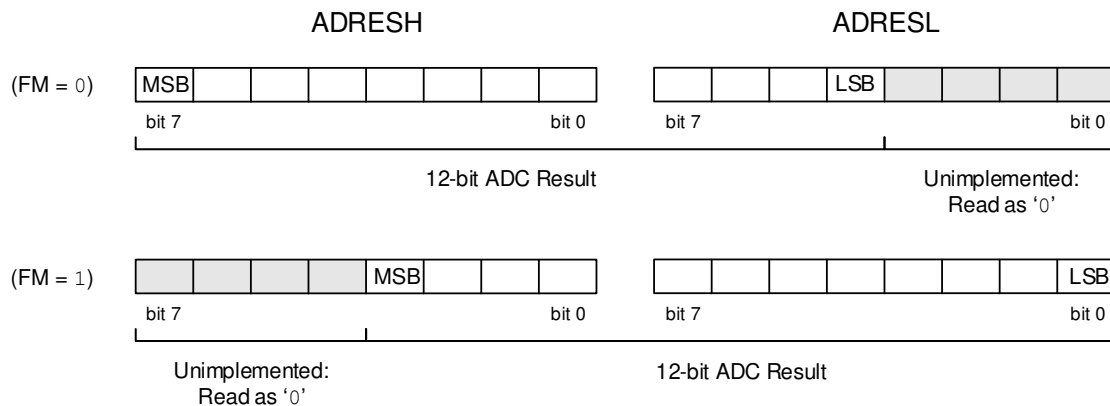 ADRESH ADRESL
(FM = 0) MSB LSB
bit 7 bit 0 bit 7 bit 0
12-bit ADC Result Unimplemented:
Read as ‘0’
(FM = 1) MSB LSB
bit 7 bit 0 bit 7 bit 0
Unimplemented: 12-bit ADC Result
Read as ‘0’